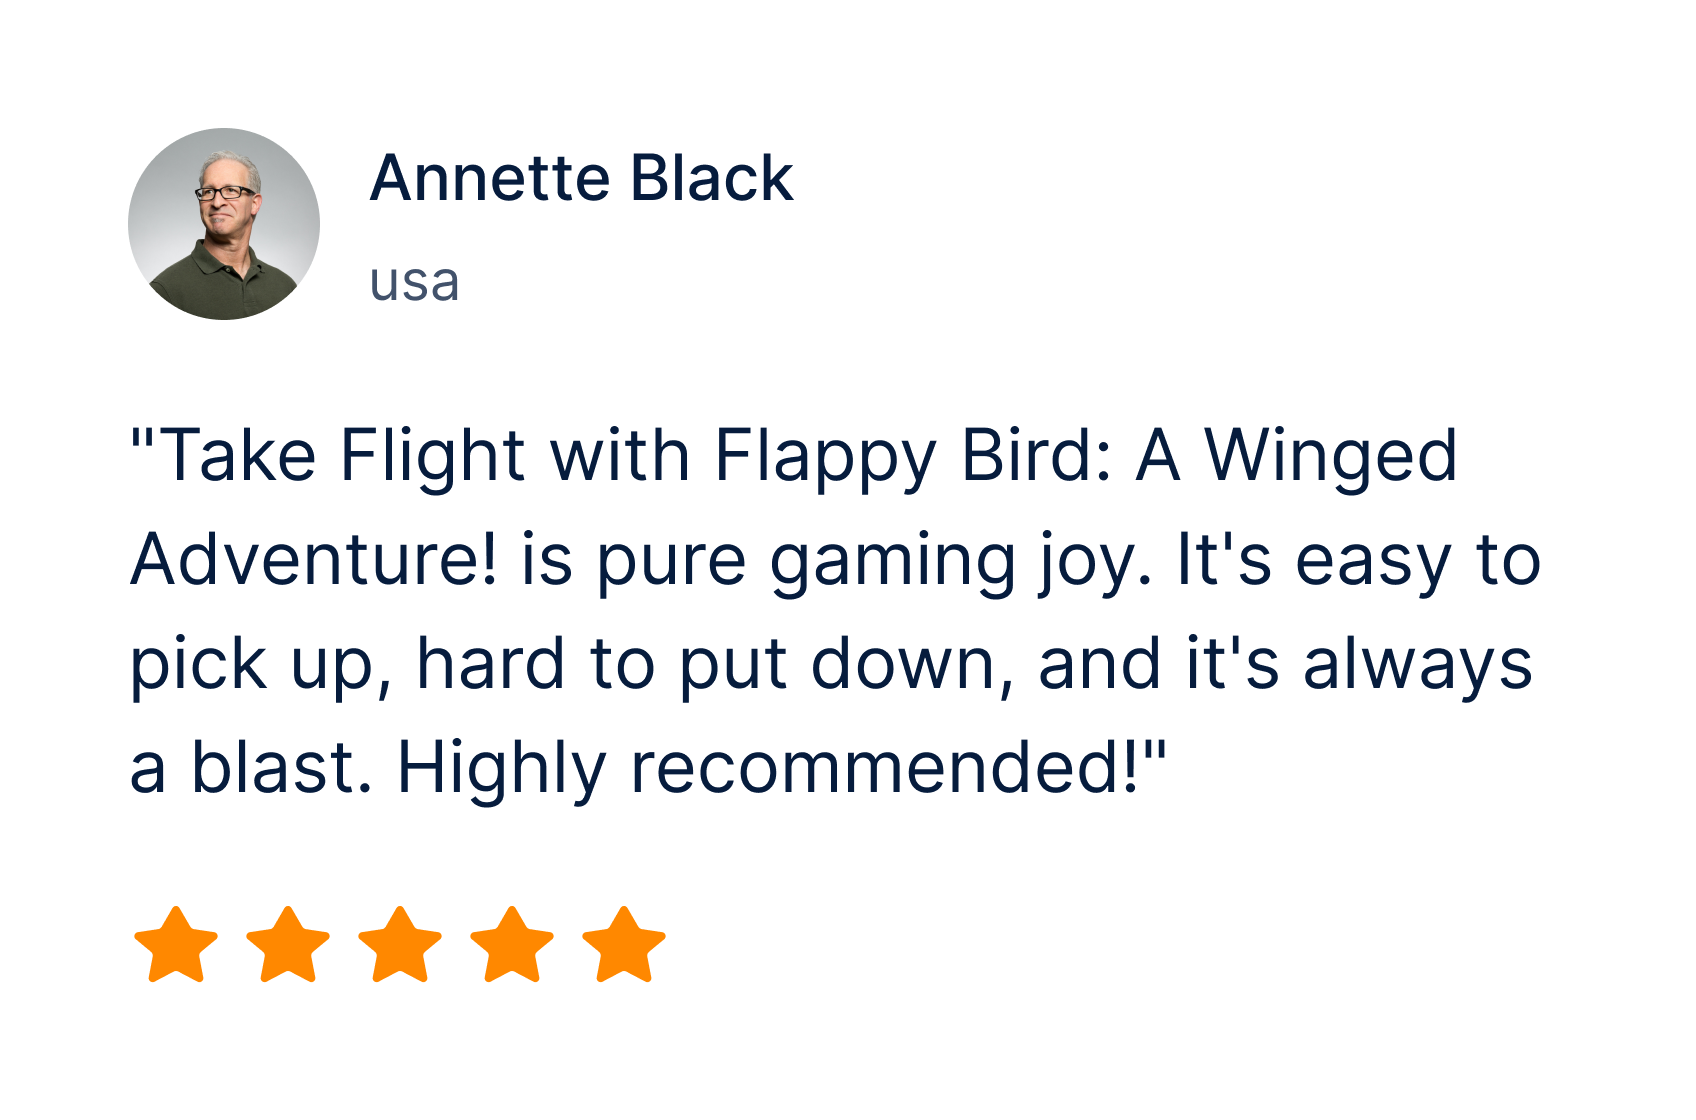 Annette Black
usa
"Take Flight with Flappy Bird: A Winged
Adventure! is pure gaming joy. It's easy to
pick up, hard to put down, and it's always
a blast. Highly recommended!"